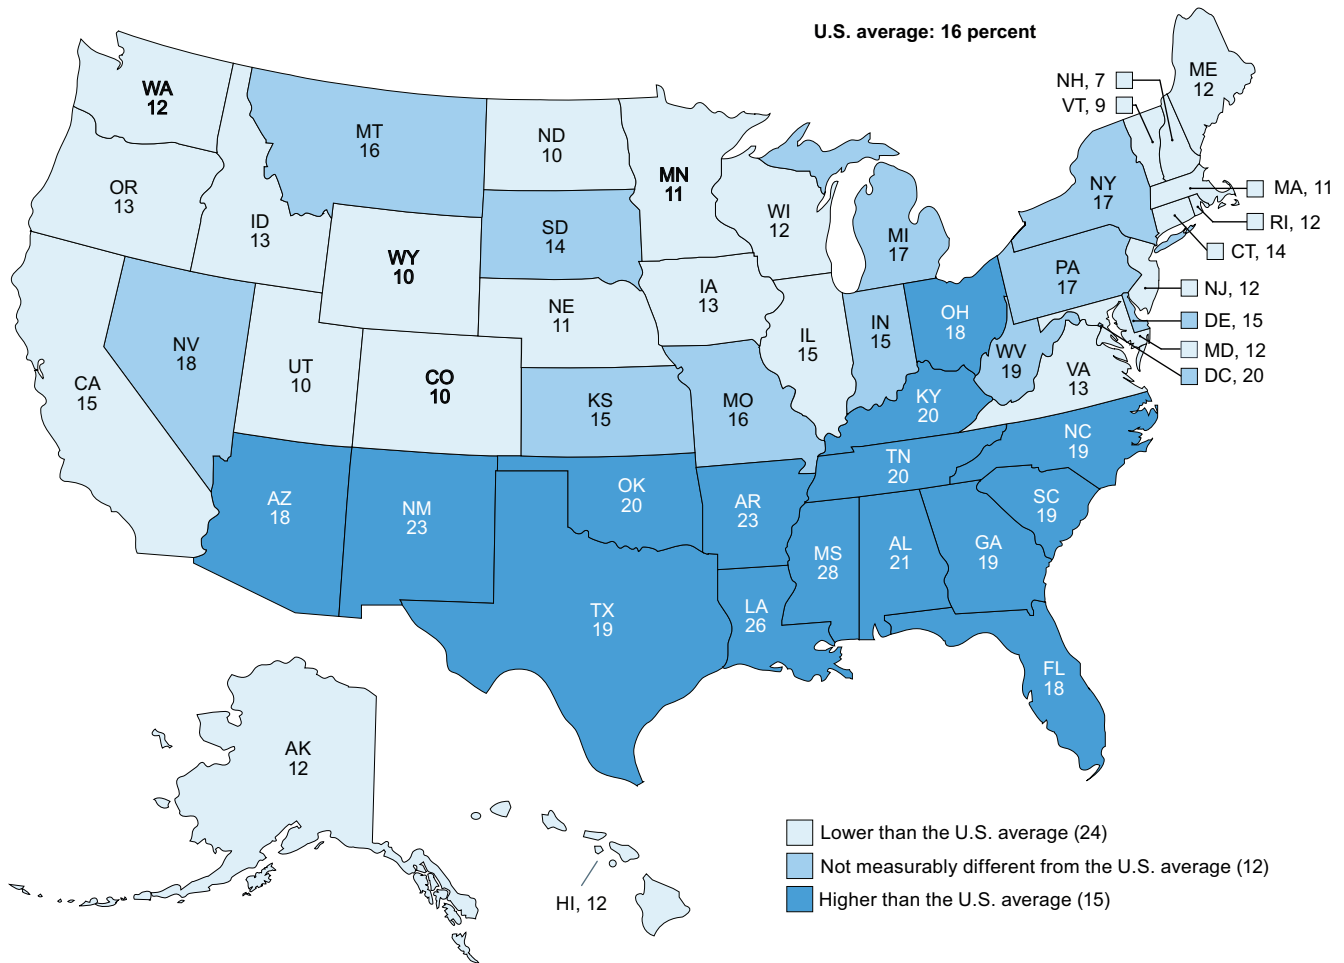 U.S. average: 16 percent
WA
12
MT
16
ND
10
MN
11
ME
12
NH, 7
VT, 9
OR
13
ID
13
WY
10
SD
14
WI
12
MI
17
NY
17
MA, 11
RI, 12
CT, 14
NJ, 12
DE, 15
MD, 12
DC, 20
PA
17
IA
13
NE
11
NV
18
UT
10
CO
10
CA
15
KS
15
MO
16
IL
15
IN
15
OH
18
WV
19
VA
13
KY
20
NC
19
TN
20
AZ
18
NM
23
OK
20
AR
23
SC
19
MS
28
AL
21
GA
19
TX
19
LA
26
FL
18
AK
12
HI, 12
Lower than the U.S. average (24)
Not measurably different from the U.S. average (12)
Higher than the U.S. average (15)